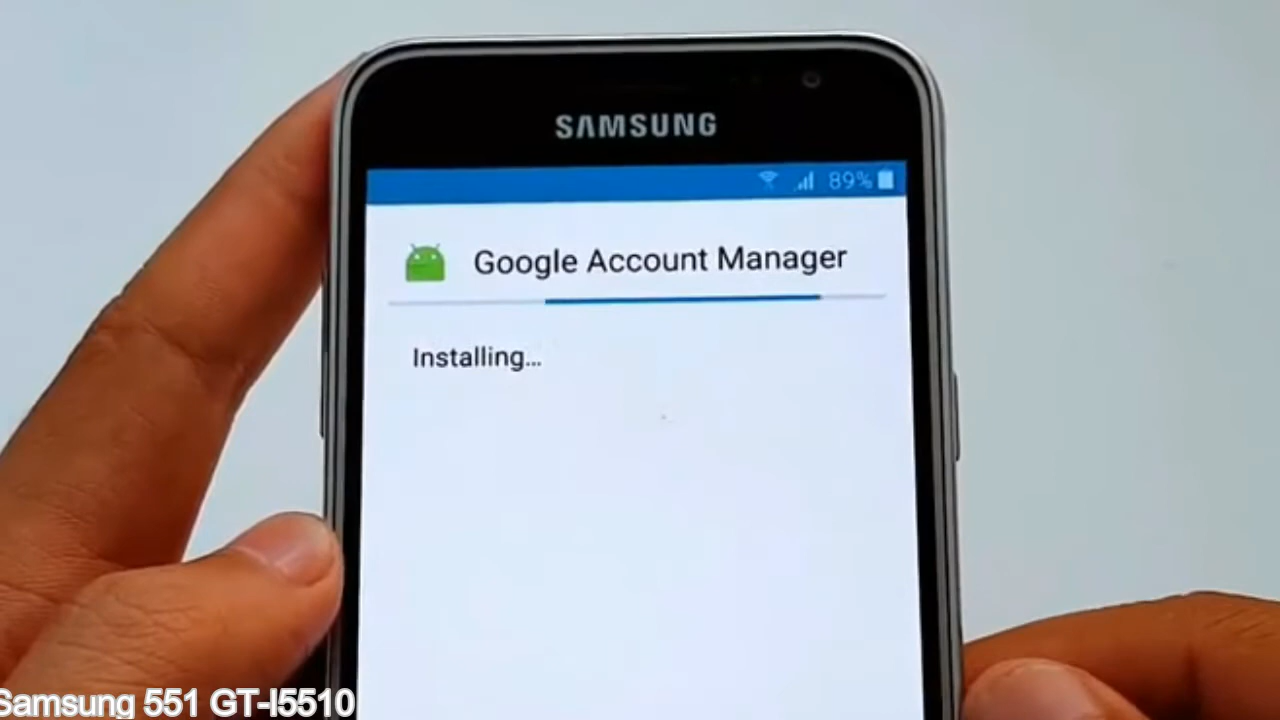 SAMSUNG
89%
Google Account Manager
Installing...
Samsung 551 GT-I5510